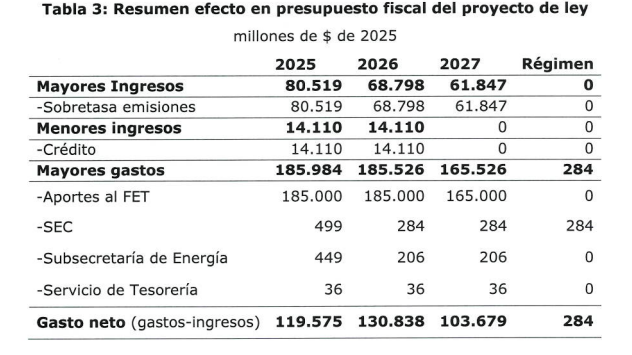 Tabla 3: Resumen efecto en presupuesto fiscal del proyecto de ley
millones de $ de 2025
2025 2026 2027 Régimen
Mayores Ingresos 80.519 68.798 61.847 0
-Sobretasa emisiones 80.519 68.798 61.847 0
Menores ingresos 14.110 14.110 0 0
-Crédito 14.110 14.110 0 0
Mayores gastos 185.984 185.526 165.526 284
-Aportes al FET 185.000 185.000 165.000 0
-SEC 499 284 284 284
-Subsecretaría de Energía 449 206 206 0
-Servicio de Tesorería 36 36 36 0
Gasto neto (gastos-ingresos) 119.575 130.838 103.679 284